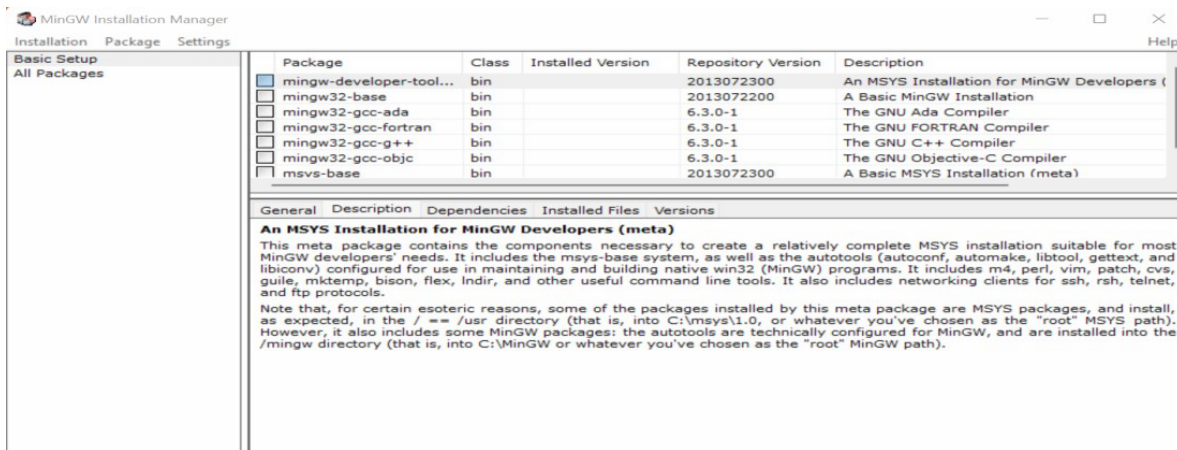 MinGW Installation Manager
Installation Package Settings Help
Basic Setup
All Packages
Package Class Installed Version Repository Version Description
mingw-developer-tool... bin 2013072300 An MSYS Installation for MinGW Developers (
mingw32-base bin 2013072200 A Basic MinGW Installation
mingw32-gcc-ada bin 6.3.0-1 The GNU Ada Compiler
mingw32-gcc-fortran bin 6.3.0-1 The GNU FORTRAN Compiler
mingw32-gcc-g++ bin 6.3.0-1 The GNU C++ Compiler
mingw32-gcc-objc bin 6.3.0-1 The GNU Objective-C Compiler
msys-base bin 2013072300 A Basic MSYS Installation (meta)
General Description Dependencies Installed Files Versions
An MSYS Installation for MinGW Developers (meta)
This meta package contains the components necessary to create a relatively complete MSYS installation suitable for most
MinGW developers' needs. It includes the msys-base system, as well as the autotools (autoconf, automake, libtool, gettext, and
libiconv) configured for use in maintaining and building native win32 (MinGW) programs. It includes m4, perl, vim, patch, cvs,
guile, mktemp, bison, flex, lndir, and other useful command line tools. It also includes networking clients for ssh, rsh, telnet,
and ftp protocols.
Note that, for certain esoteric reasons, some of the packages installed by this meta package are MSYS packages, and install,
as expected, in the / == /usr directory (that is, into C:\msys\1.0, or whatever you've chosen as the "root" MSYS path).
However, it also includes some MinGW packages: the autotools are technically configured for MinGW, and are installed into the
/mingw directory (that is, into C:\MinGW or whatever you've chosen as the "root" MinGW path).